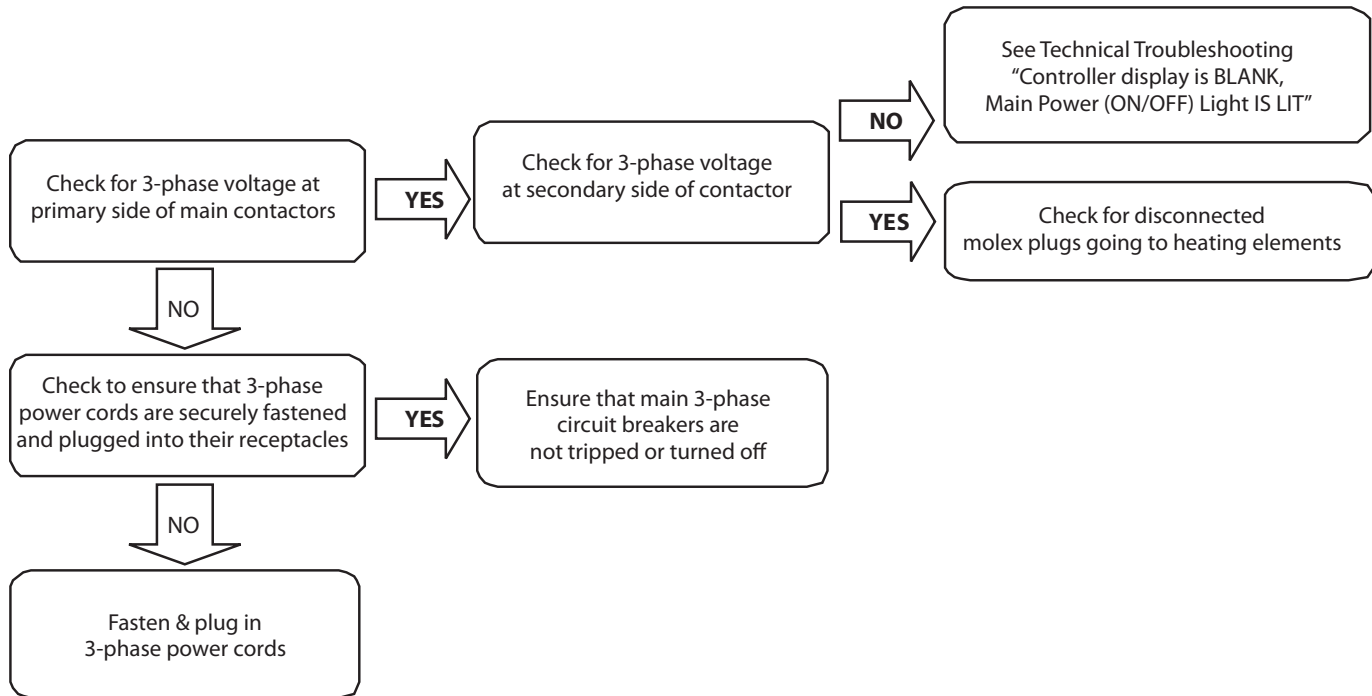 See Technical Troubleshooting
“Controller display is BLANK,
Main Power (ON/OFF) Light IS LIT”
NO
Check for 3-phase voltage at
primary side of main contactors
YES
Check for 3-phase voltage
at secondary side of contactor
YES
Check for disconnected
molex plugs going to heating elements
NO
Check to ensure that 3-phase
power cords are securely fastened
and plugged into their receptacles
YES
Ensure that main 3-phase
circuit breakers are
not tripped or turned off
NO
Fasten & plug in
3-phase power cords